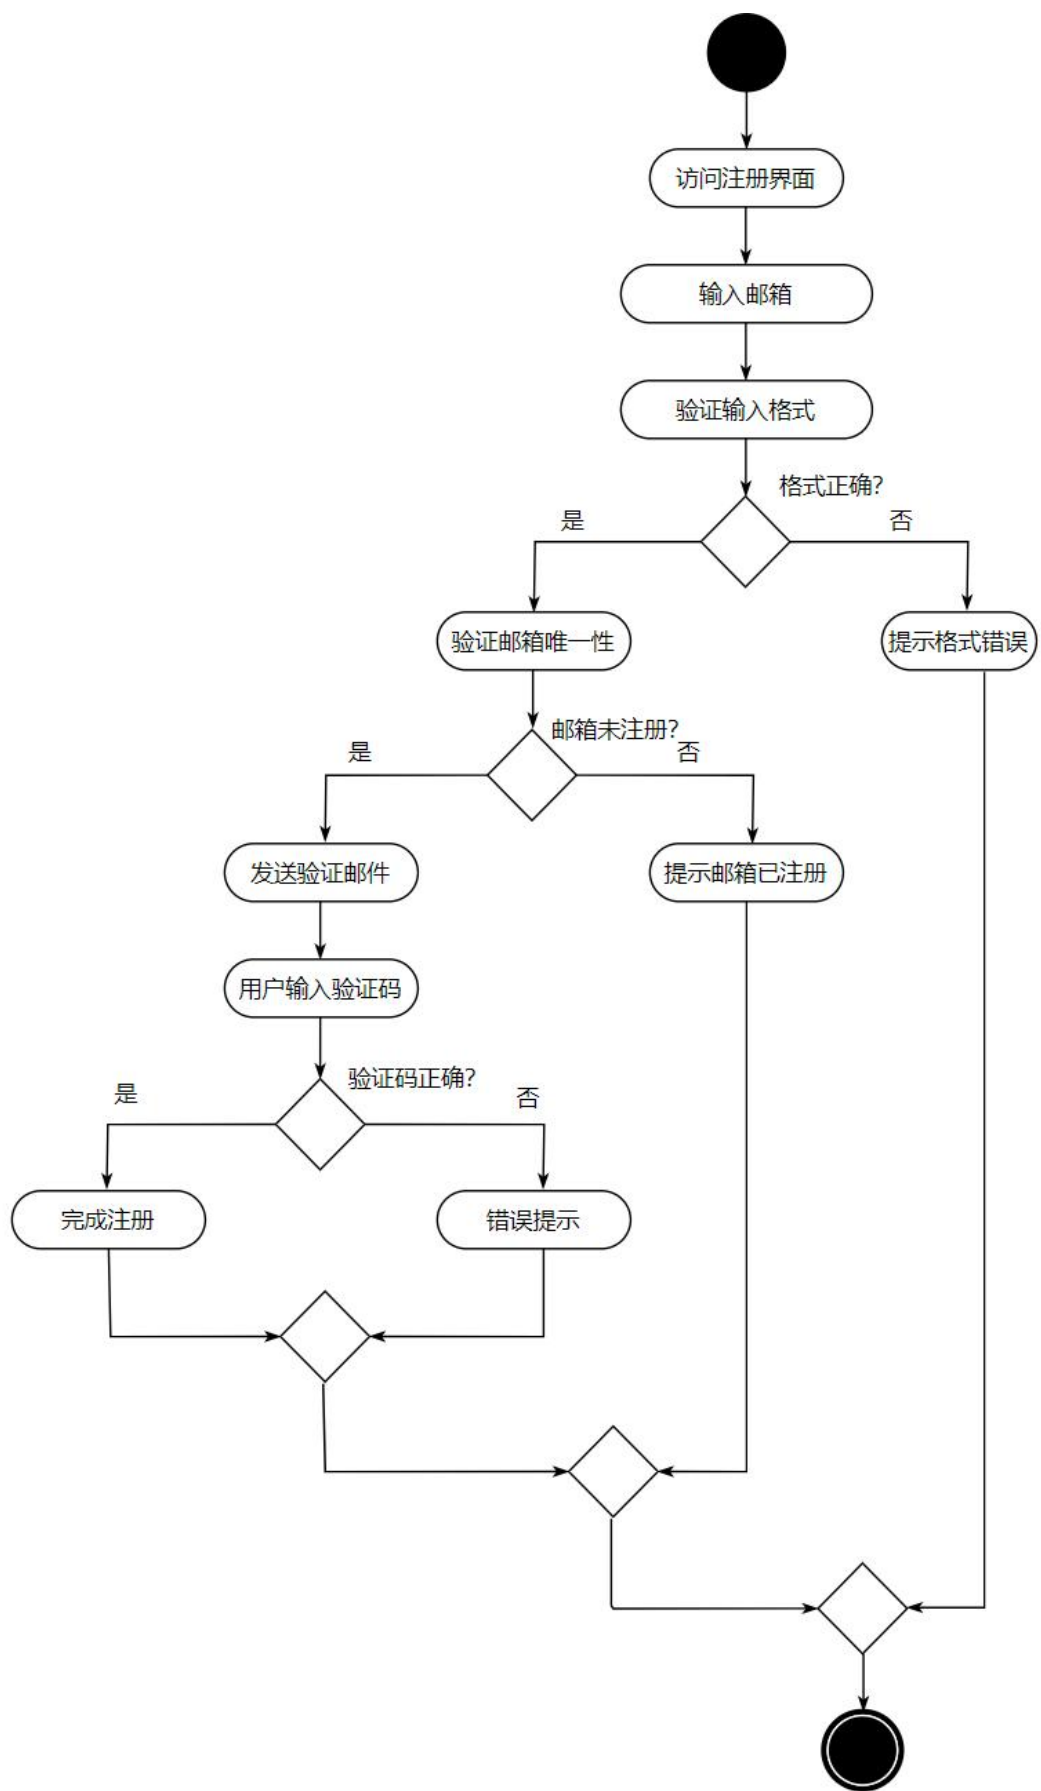 访问注册界面
输入邮箱
验证输入格式
格式正确?
是
否
验证邮箱唯一性
提示格式错误
邮箱未注册?
是
否
发送验证邮件
提示邮箱已注册
用户输入验证码
验证码正确?
是
否
完成注册
错误提示